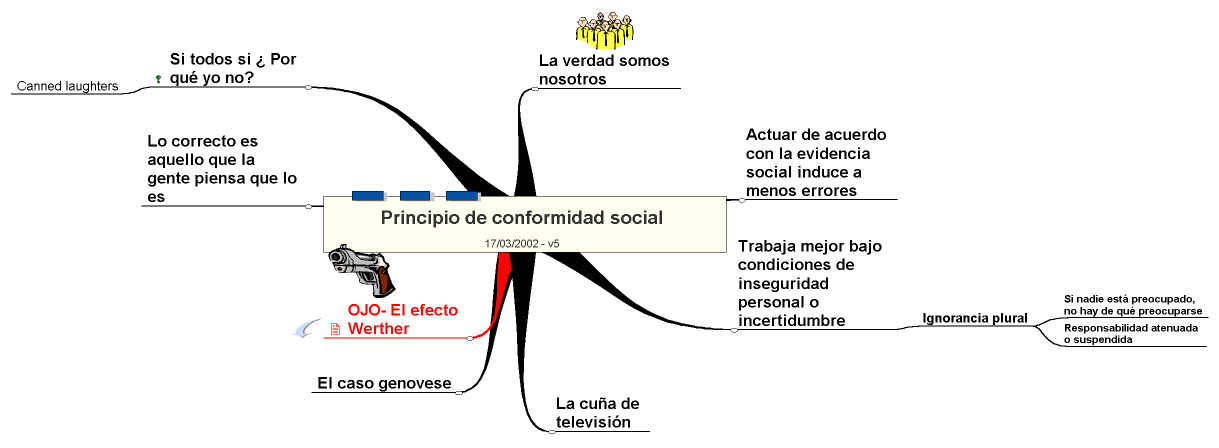 La verdad somos
nosotros
Si todos si ¿ Por
qué yo no?
Canned laughters
Lo correcto es
aquello que la
gente piensa que lo
es
Actuar de acuerdo
con la evidencia
social induce a
menos errores
Principio de conformidad social
17/03/2002 - v5
Trabaja mejor bajo
condiciones de
inseguridad
personal o
incertidumbre
Ignorancia plural
Si nadie está preocupado,
no hay de qué preocuparse
Responsabilidad atenuada
o suspendida
OJO- El efecto
Werther
El caso genovese
La cuña de
televisión